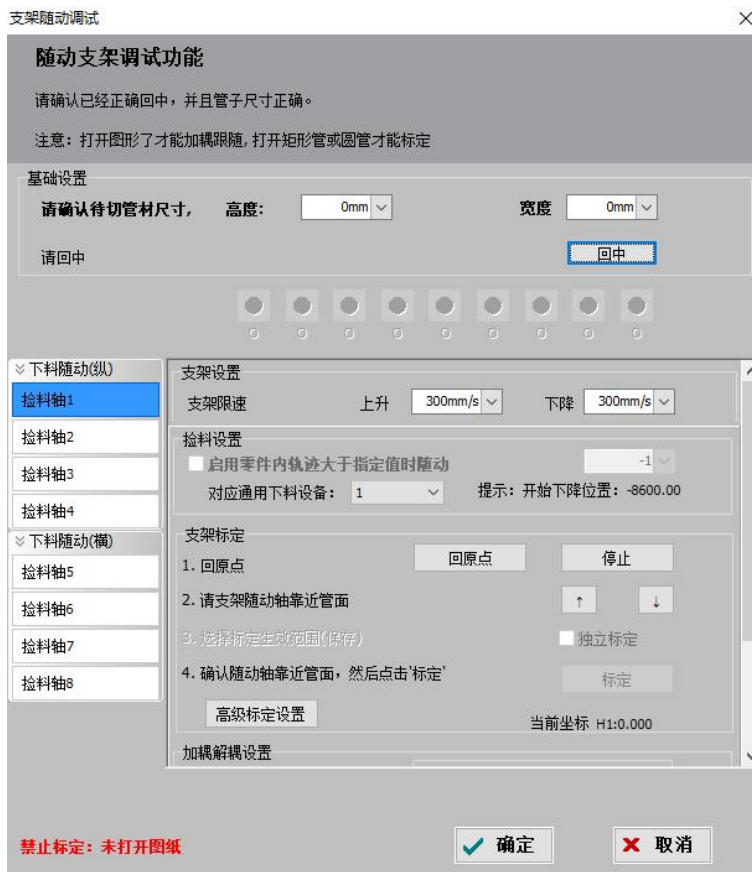 支架随动调试
随动支架调试功能
请确认已经正确回中，并且管子尺寸正确。
注意：打开图形了才能加耦跟随,打开矩形管或圆管才能标定
基础设置
请确认待切管材尺寸， 高度： 0mm 宽度 0mm
请回中 回中
0 0 0 0 0 0 0 0 0
下料随动(纵)
捡料轴1
捡料轴2
捡料轴3
捡料轴4
下料随动(横)
捡料轴5
捡料轴6
捡料轴7
捡料轴8
支架设置
支架限速 上升 300mm/s 下降 300mm/s
捡料设置
启用零件内轨迹大于指定值时随动 -1
对应通用下料设备： 1 提示：开始下降位置：-8600.00
支架标定
1. 回原点 回原点 停止
2. 请支架随动轴靠近管面 ↑ ↓
3. 选择标定生效范围(保存) 独立标定
4. 确认随动轴靠近管面，然后点击'标定' 标定
高级标定设置 当前坐标 H1:0.000
加耦解耦设置
禁止标定：未打开图纸 确定 取消